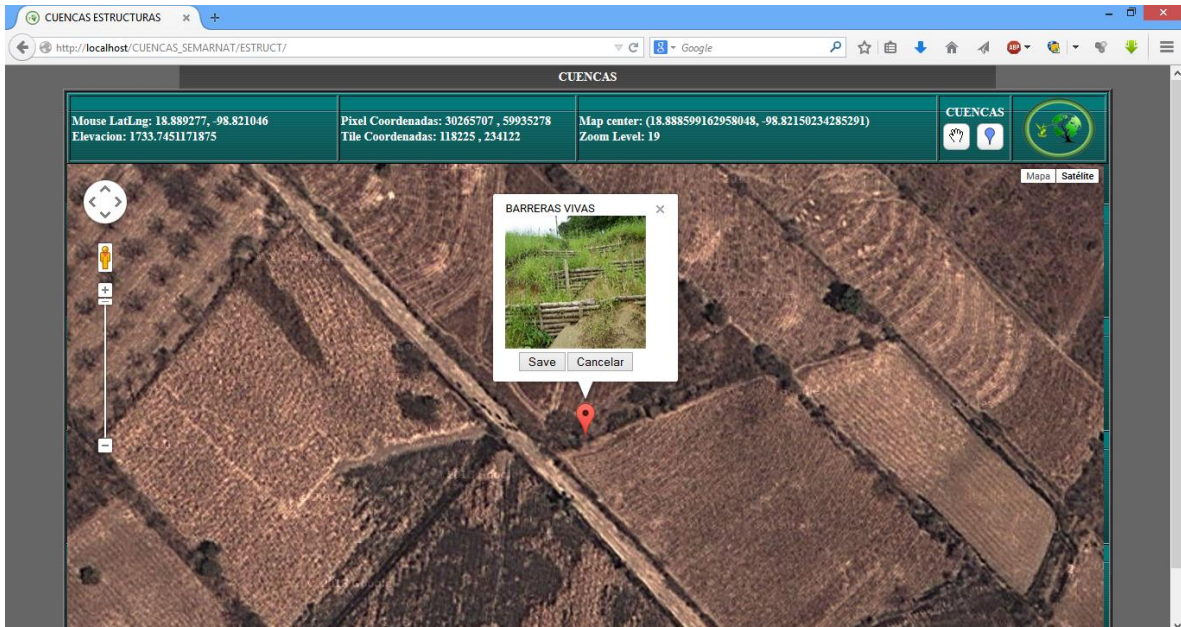 CUENCAS ESTRUCTURAS
http://localhost/CUENCAS_SEMARNAT/ESTRUCT/
Google
ABP
CUENCAS
Mouse LatLng: 18.889277, -98.821046
Elevacion: 1733.7451171875
Pixel Coordenadas: 30265707 , 59935278
Tile Coordenadas: 118225 , 234122
Map center: (18.888599162958048, -98.82150234285291)
Zoom Level: 19
CUENCAS
Mapa Satélite
BARRERAS VIVAS
Save Cancelar